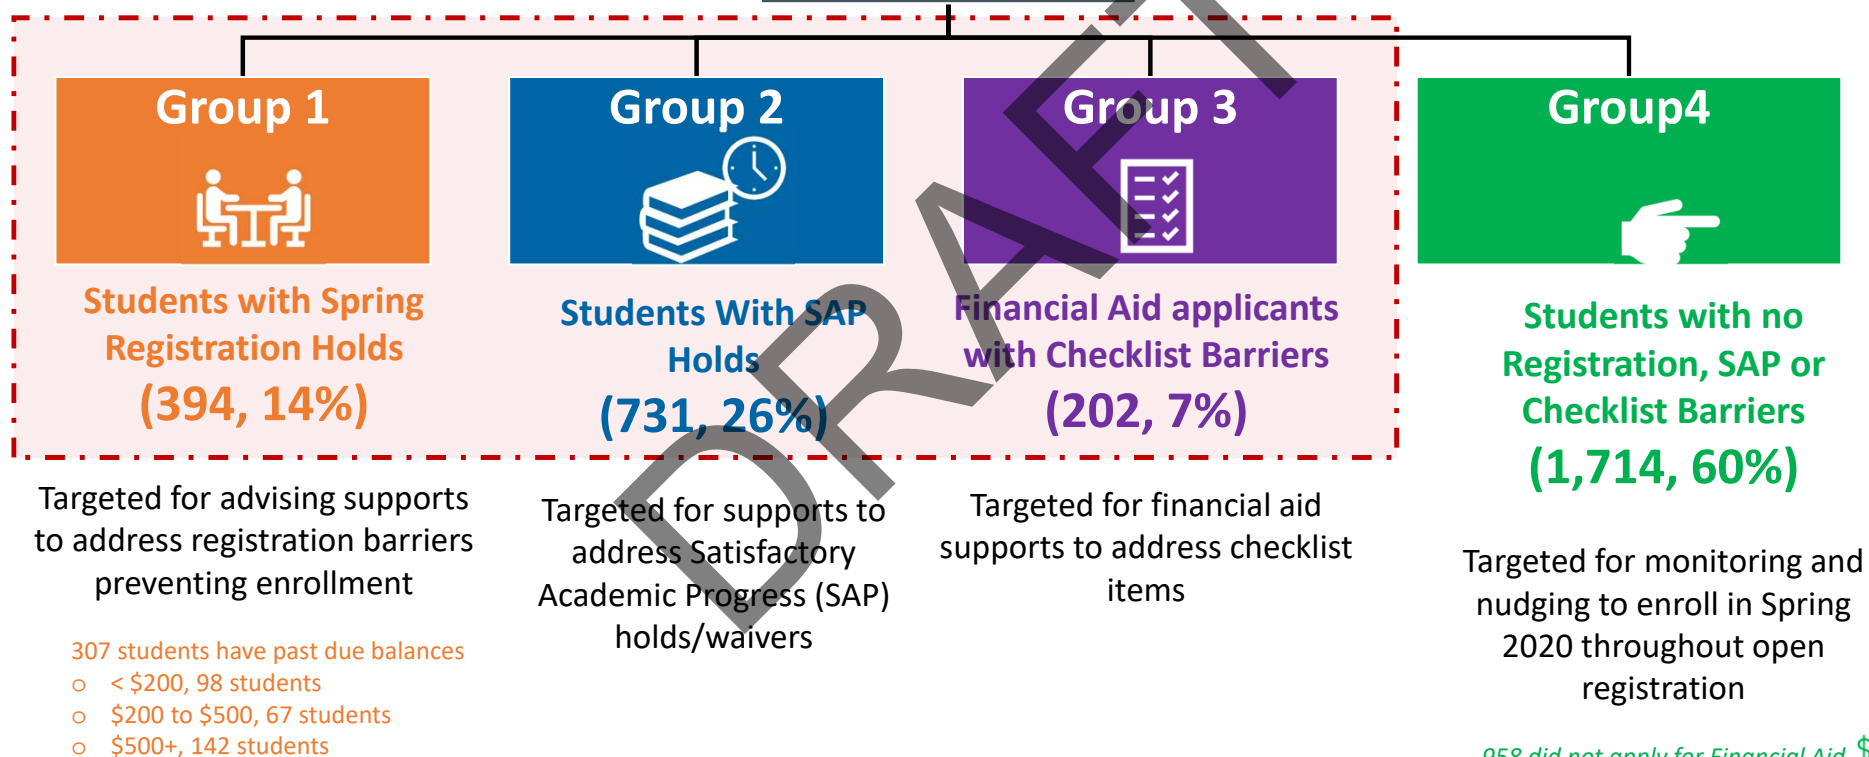 Group 1
Students with Spring
Registration Holds
(394, 14%)
Targeted for advising supports
to address registration barriers
preventing enrollment
307 students have past due balances
o < $200, 98 students
o $200 to $500, 67 students
o $500+, 142 students
Group 2
Students With SAP
Holds
(731, 26%)
Targeted for supports to
address Satisfactory
Academic Progress (SAP)
holds/waivers
Group 3
Financial Aid applicants
with Checklist Barriers
(202, 7%)
Targeted for financial aid
supports to address checklist
items
Group4
Students with no
Registration, SAP or
Checklist Barriers
(1,714, 60%)
Targeted for monitoring and
nudging to enroll in Spring
2020 throughout open
registration
958 did not apply for Financial Aid $
DRAFT